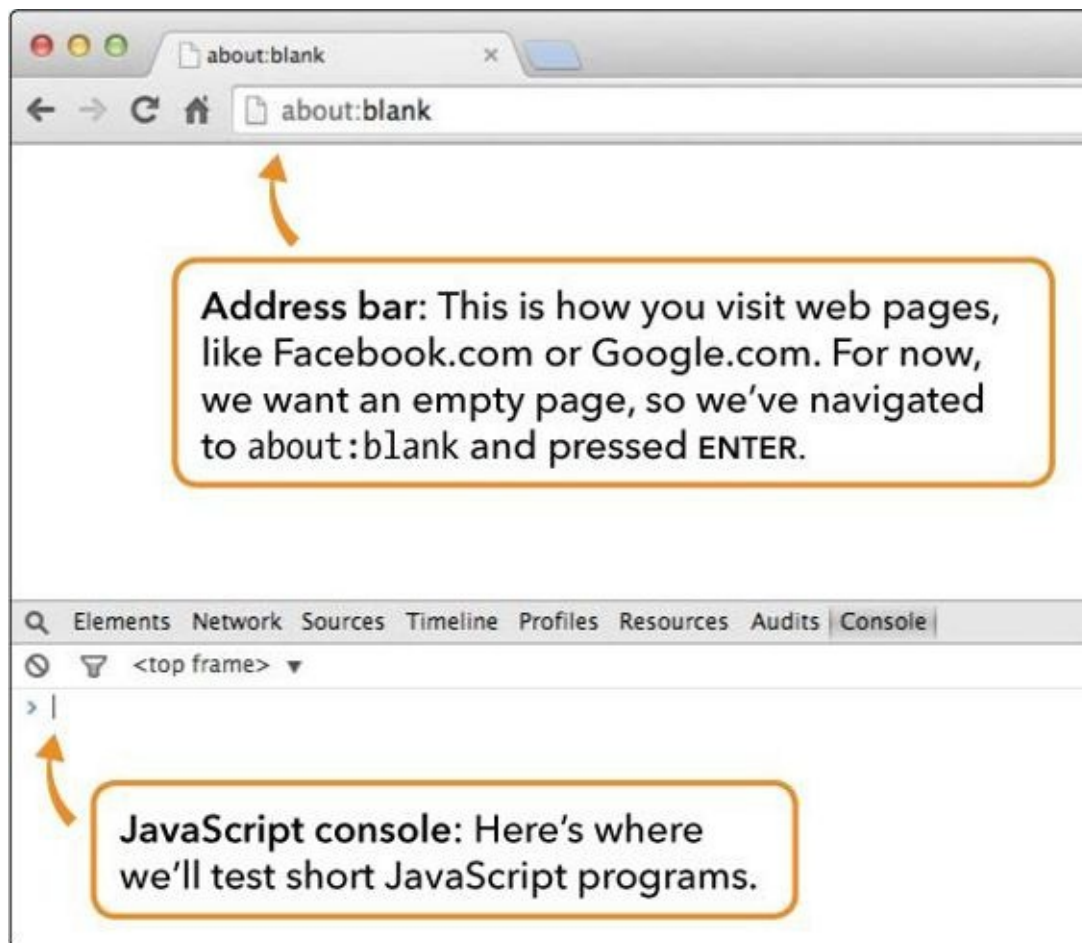 about:blank
about:blank
Address bar: This is how you visit web pages,
like Facebook.com or Google.com. For now,
we want an empty page, so we’ve navigated
to about:blank and pressed ENTER.
Elements Network Sources Timeline Profiles Resources Audits Console
<top frame> ▼
JavaScript console: Here’s where
we’ll test short JavaScript programs.